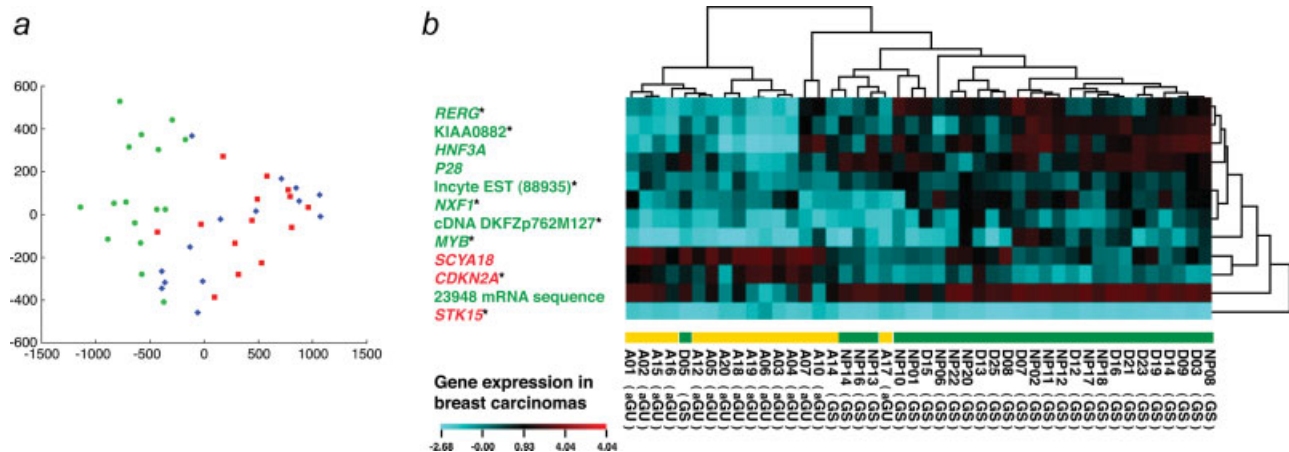 a
600
400
200
0
-200
-400
-600
-1500 -1000 -500 0 500 1000 1500
b
RERG*
KIAA0882*
HNF3A
P28
Incyte EST (88935)*
NXF1*
cDNA DKFZp762M127*
MYB*
SCYA18
CDKN2A*
23948 mRNA sequence
STK15*
Gene expression in
breast carcinomas
-2.68 -0.00 0.93 4.04 4.04
A01 ( aGU )
A02 ( aGU )
A15 ( aGU )
A16 ( aGU )
D05 ( GS )
A12 ( aGU )
A05 ( aGU )
A20 ( aGU )
A18 ( aGU )
A19 ( aGU )
A06 ( aGU )
A03 ( aGU )
A04 ( aGU )
A07 ( aGU )
A10 ( aGU )
A14
NP14 ( GS )
NP16 ( GS )
NP13 ( GS )
A17 ( aGU )
NP10 ( GS )
NP01 ( GS )
D15 ( GS )
NP06 ( GS )
NP22 ( GS )
NP20 ( GS )
D13 ( GS )
D25 ( GS )
D08 ( GS )
D07 ( GS )
NP02 ( GS )
NP11 ( GS )
NP12 ( GS )
D12 ( GS )
NP17 ( GS )
NP18 ( GS )
D16 ( GS )
D21 ( GS )
D23 ( GS )
D19 ( GS )
D14 ( GS )
D09 ( GS )
D03 ( GS )
NP08 ( GS )